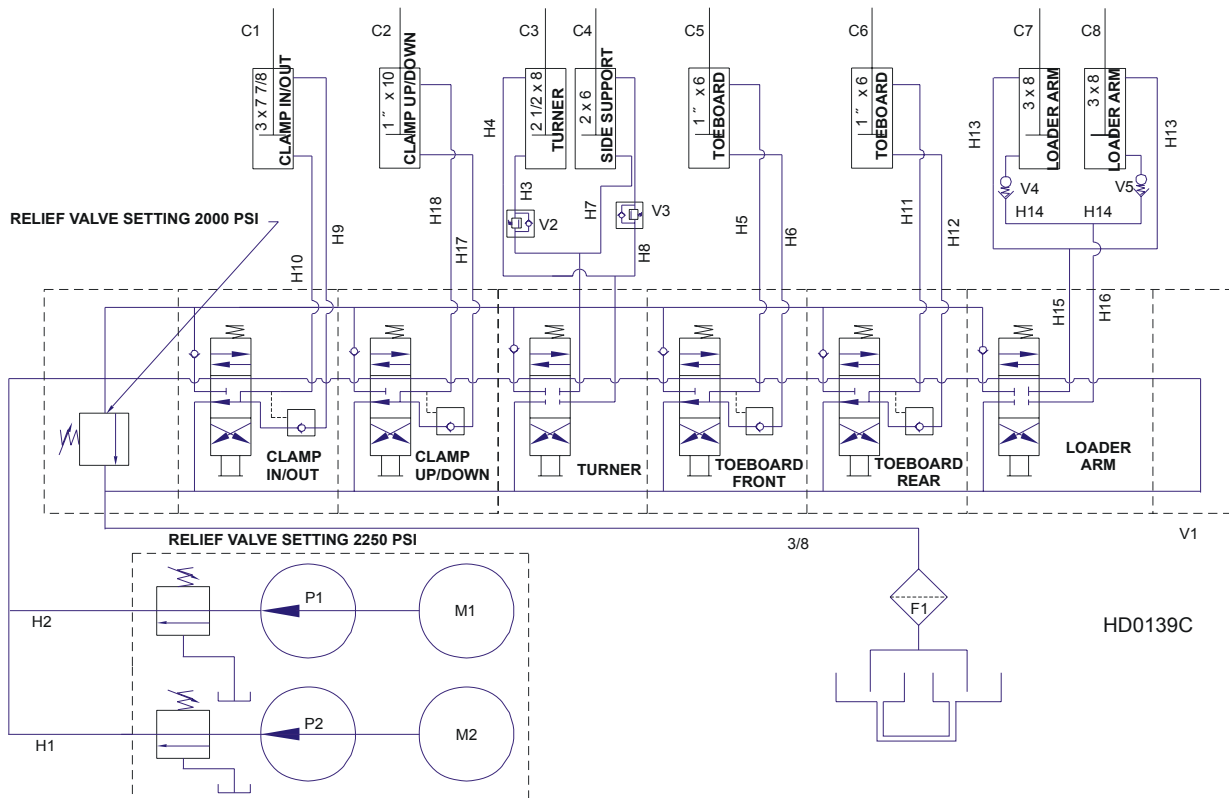 C1
C2
C3
C4
C5
C6
C7
C8
3 x 7 7/8
CLAMP IN/OUT
1 ″ x 10
CLAMP UP/DOWN
2 1/2 x 8
TURNER
2 x 6
SIDE SUPPORT
1 ″ x 6
TOEBOARD
1 ″ x 6
TOEBOARD
3 x 8
LOADER ARM
3 x 8
LOADER ARM
H4
H13
H13
H3
H7
V4
V5
H14
H14
V2
V3
H9
H10
H18
H17
H8
H5
H6
H11
H12
H15
H16
RELIEF VALVE SETTING 2000 PSI
CLAMP
IN/OUT
CLAMP
UP/DOWN
TURNER
TOEBOARD
FRONT
TOEBOARD
REAR
LOADER
ARM
V1
RELIEF VALVE SETTING 2250 PSI
3/8
P1
M1
H2
F1
HD0139C
P2
M2
H1